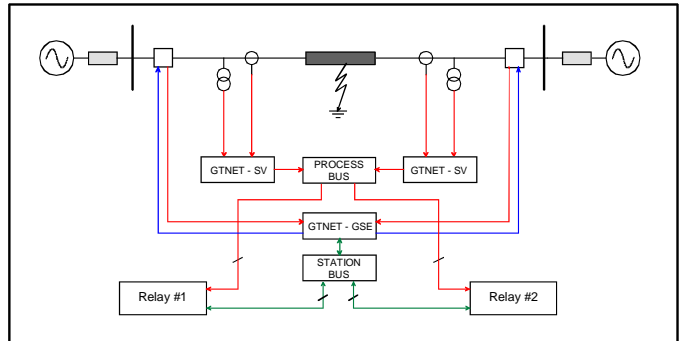 GTNET - SV
PROCESS
BUS
GTNET - SV
GTNET - GSE
STATION
BUS
Relay #1
Relay #2